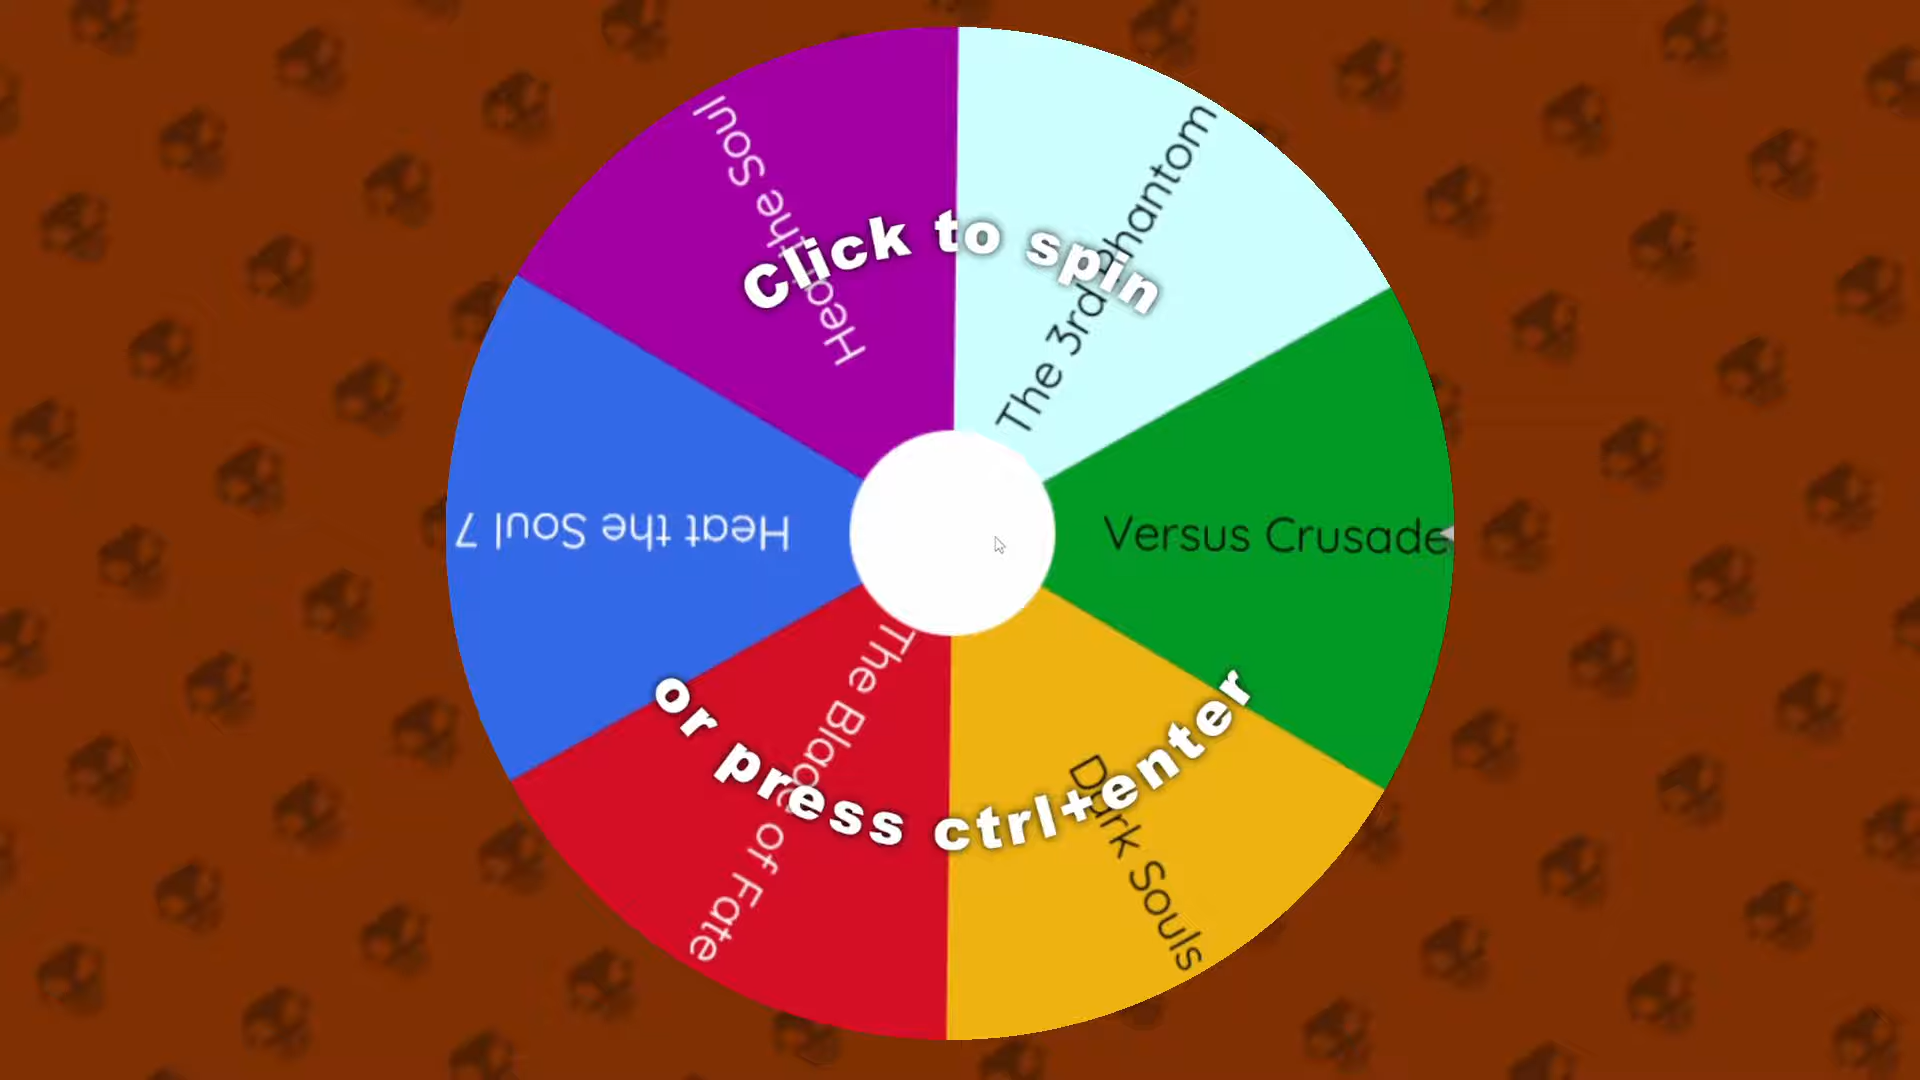 Click to spin
or press ctrl+enter
The 3rd Phantom
Versus Crusade
Dark Souls
The Blade of Fate
Heat the Soul 7
Heat the Soul